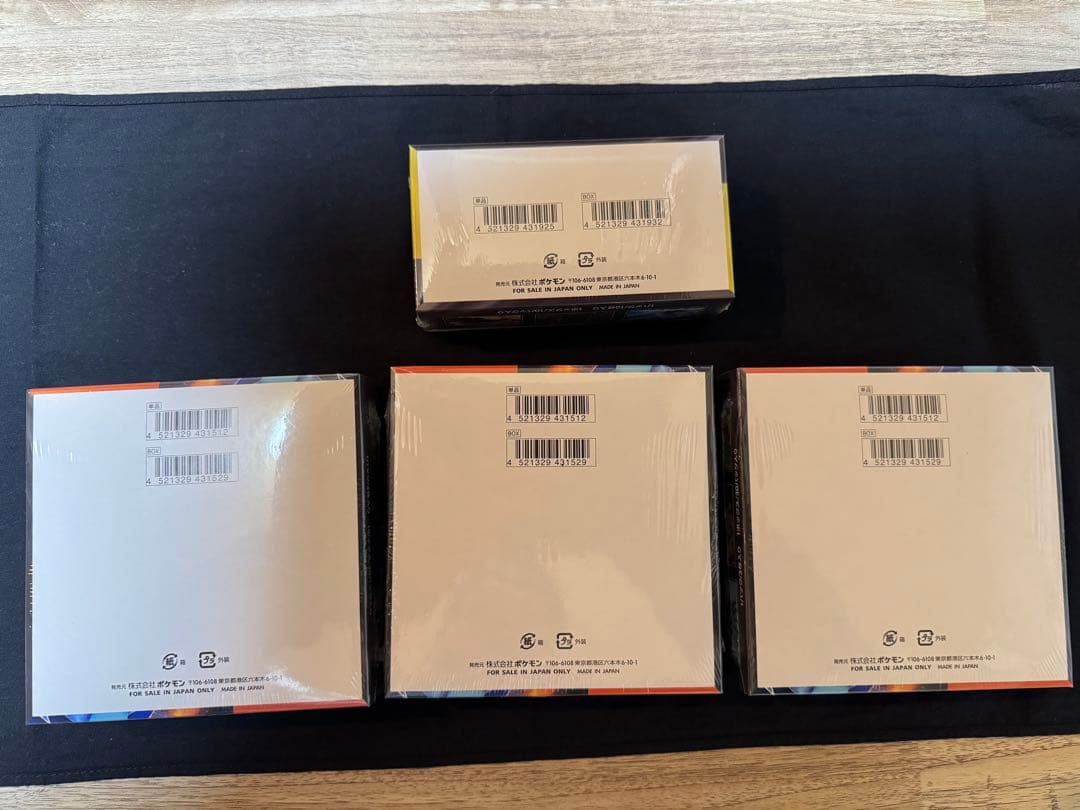 単品
BOX
4 521329 431925
4 521329 431932
紙 箱
プラ 外装
発売元 株式会社ポケモン 〒106-6108 東京都港区六本木6-10-1
FOR SALE IN JAPAN ONLY MADE IN JAPAN
単品
4 521329 431512
BOX
4 521329 431529
紙 箱
プラ 外装
発売元 株式会社ポケモン 〒106-6108 東京都港区六本木6-10-1
FOR SALE IN JAPAN ONLY MADE IN JAPAN
単品
4 521329 431512
BOX
4 521329 431529
紙 箱
プラ 外装
発売元 株式会社ポケモン 〒106-6108 東京都港区六本木6-10-1
FOR SALE IN JAPAN ONLY MADE IN JAPAN
単品
4 521329 431512
BOX
4 521329 431529
紙 箱
プラ 外装
発売元 株式会社ポケモン 〒106-6108 東京都港区六本木6-10-1
FOR SALE IN JAPAN ONLY MADE IN JAPAN